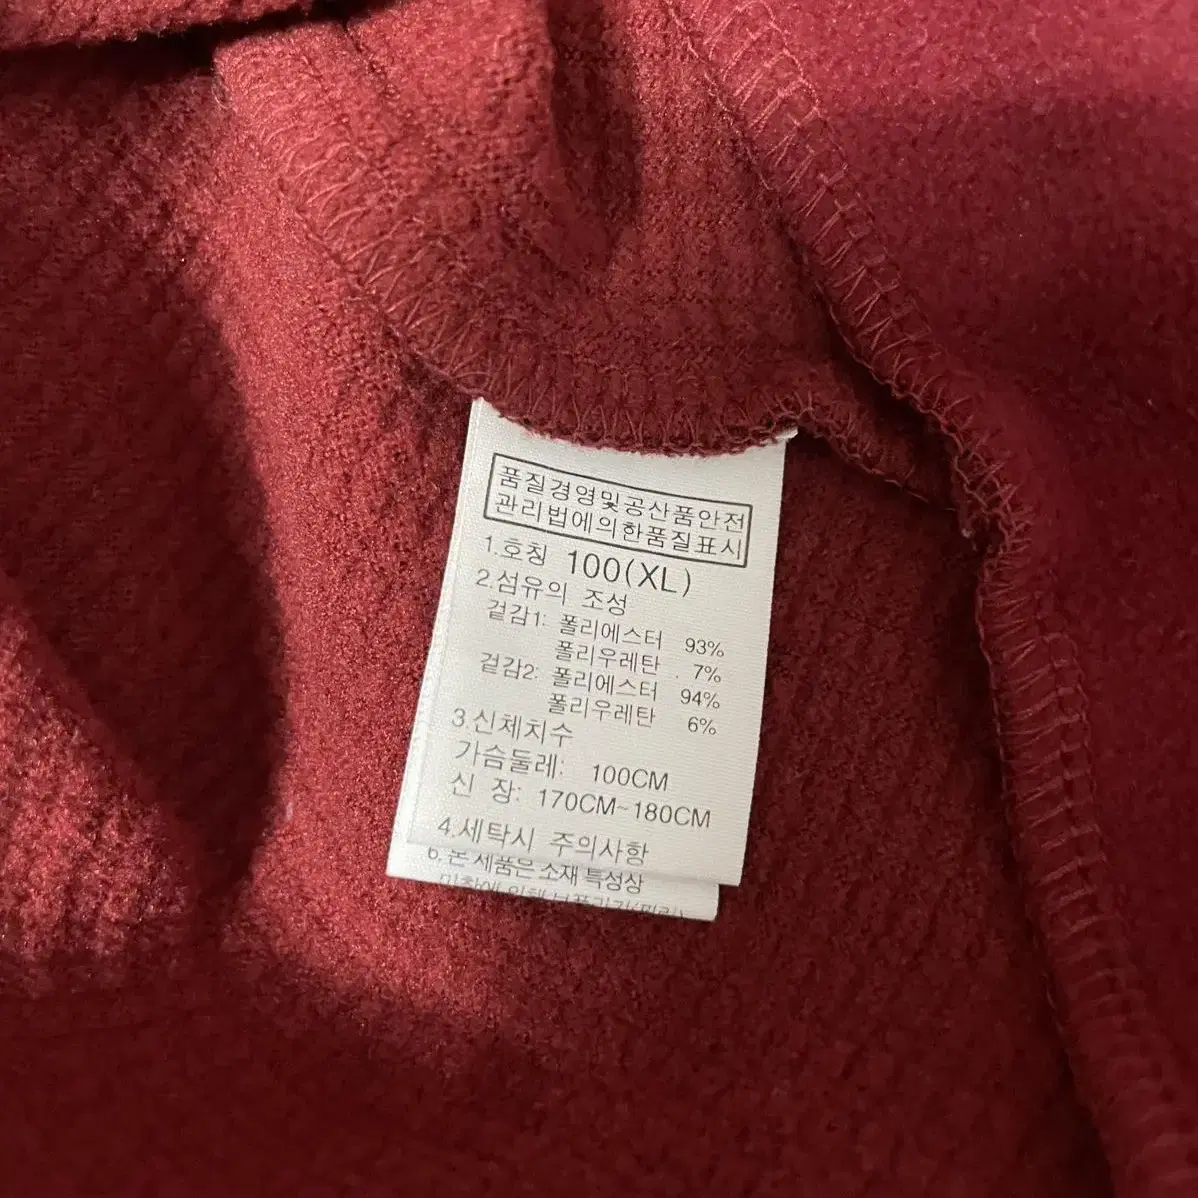 품질경영및공산품안전
관리법에의한품질표시
1.호칭 100(XL)
2.섬유의 조성
겉감1: 폴리에스터 93%
폴리우레탄 7%
겉감2: 폴리에스터 94%
폴리우레탄 6%
3.신체치수
가슴둘레: 100CM
신 장: 170CM~180CM
4.세탁시 주의사항
6.본 제품은 소재 특성상